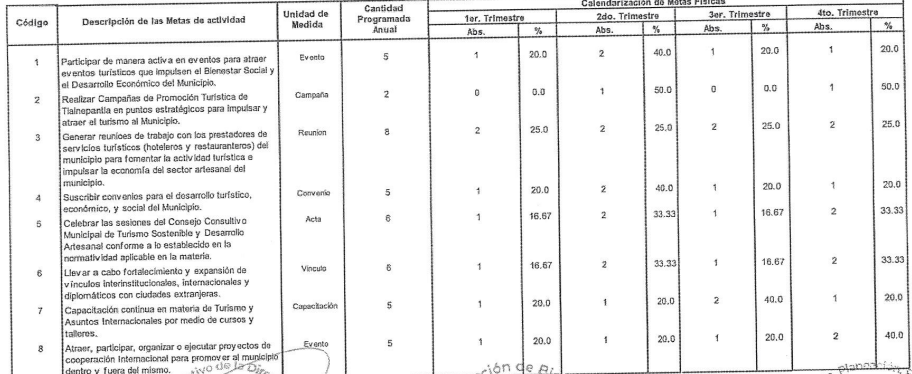 Calendarización de Metas Físicas
Código Descripción de las Metas de actividad Unidad de Medida Cantidad Programada Anual 1er. Trimestre 2do. Trimestre 3er. Trimestre 4to. Trimestre
Abs. % Abs. % Abs. % Abs. %
1 Participar de manera activa en eventos para atraer Evento 5 1 20.0 2 40.0 1 20.0 1 20.0
eventos turísticos que impulsen el Bienestar Social y
el Desarrollo Económico del Municipio.
2 Realizar Campañas de Promoción Turística de Campaña 2 0 0.0 1 50.0 0 0.0 1 50.0
Tlalnepantla en puntos estratégicos para impulsar y
atraer el turismo al Municipio.
3 Generar reuniones de trabajo con los prestadores de Reunion 8 2 25.0 2 25.0 2 25.0 2 25.0
servicios turísticos (hoteleros y restauranteros) del
municipio para fomentar la actividad turística e
impulsar la economía del sector artesanal del
municipio.
4 Suscribir convenios para el desarrollo turístico, Convenio 5 1 20.0 2 40.0 1 20.0 1 20.0
económico, y social del Municipio.
5 Celebrar las sesiones del Consejo Consultivo Acta 6 1 16.67 2 33.33 1 16.67 2 33.33
Municipal de Turismo Sostenible y Desarrollo
Artesanal conforme a lo establecido en la
normatividad aplicable en la materia.
6 Llevar a cabo fortalecimiento y expansión de Vinculo 6 1 16.67 2 33.33 1 16.67 2 33.33
vínculos interinstitucionales, internacionales y
diplomáticos con ciudades extranjeras.
7 Capacitación continua en materia de Turismo y Capacitación 5 1 20.0 1 20.0 2 40.0 1 20.0
Asuntos Internacionales por medio de cursos y
talleres.
8 Atraer, participar, organizar o ejecutar proyectos de Evento 5 1 20.0 1 20.0 1 20.0 2 40.0
cooperación Internacional para promover al municipio
dentro y fuera del mismo.